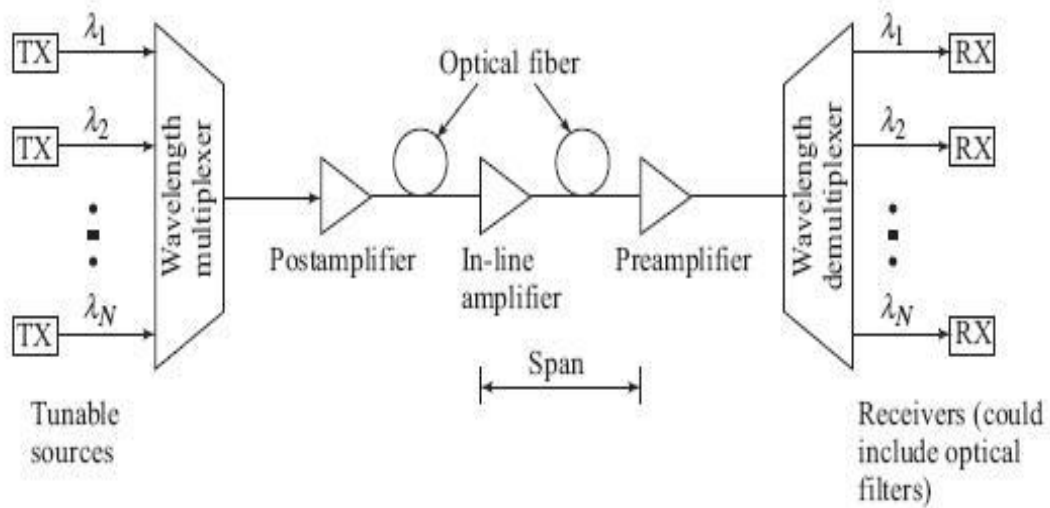 TX
λ1
TX
λ2
TX
λN
Tunable
sources
Wavelength
multiplexer
Optical fiber
Postamplifier
In-line
amplifier
Preamplifier
Span
Wavelength
demultiplexer
λ1
RX
λ2
RX
λN
RX
Receivers (could
include optical
filters)